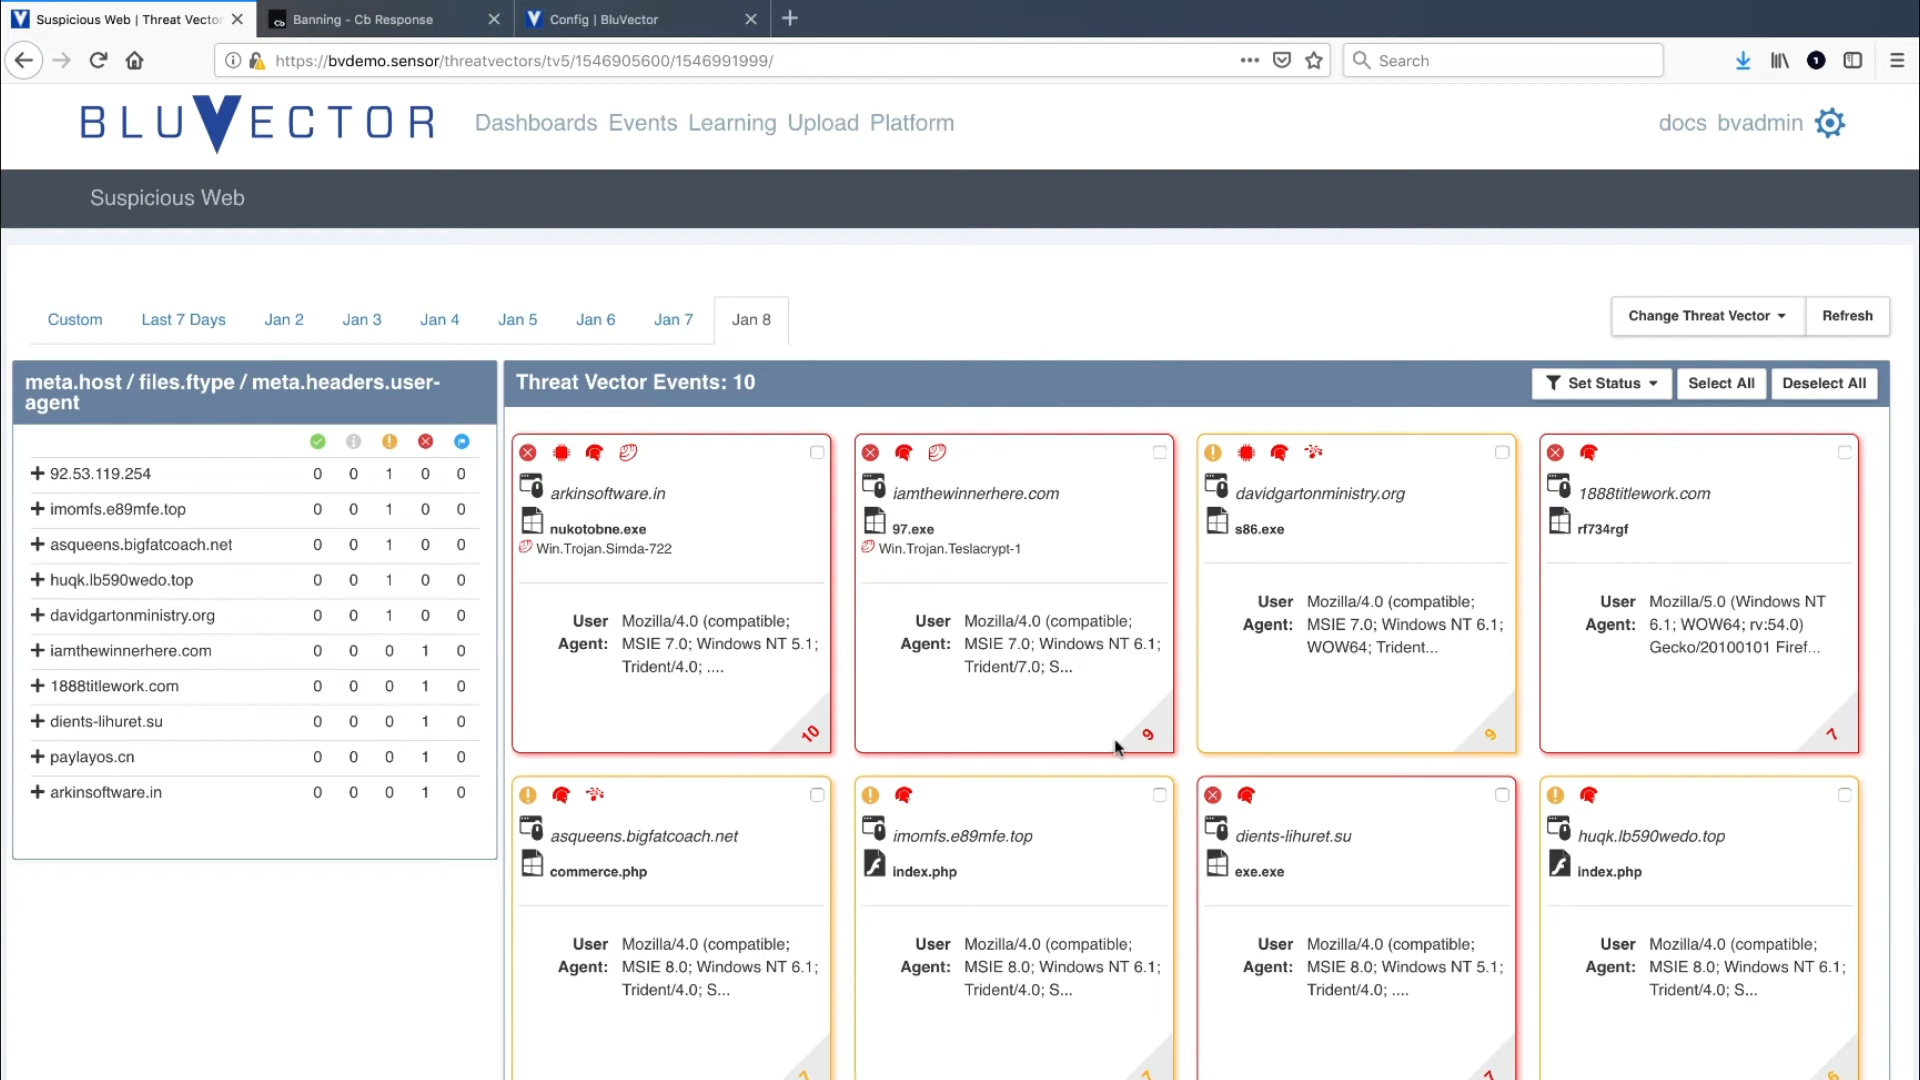 Suspicious Web | Threat Vector
Banning - Cb Response
Config | BluVector
https://bvdemo.sensor/threatvectors/tv5/1546905600/1546991999/
Search
BLUVECTOR
Dashboards Events Learning Upload Platform
docs bvadmin
Suspicious Web
Custom
Last 7 Days
Jan 2
Jan 3
Jan 4
Jan 5
Jan 6
Jan 7
Jan 8
Change Threat Vector
Refresh
meta.host / files.ftype / meta.headers.user-
agent
92.53.119.254 0 0 1 0 0
imomfs.e89mfe.top 0 0 1 0 0
asqueens.bigfatcoach.net 0 0 1 0 0
huqk.lb590wedo.top 0 0 1 0 0
davidgartonministry.org 0 0 1 0 0
iamthewinnerhere.com 0 0 0 1 0
1888titlework.com 0 0 0 1 0
dients-lihuret.su 0 0 0 1 0
paylayos.cn 0 0 0 1 0
arkinsoftware.in 0 0 0 1 0
Threat Vector Events: 10
Set Status
Select All
Deselect All
arkinsoftware.in
nukotobne.exe
Win.Trojan.Simda-722
User Agent: Mozilla/4.0 (compatible;
MSIE 7.0; Windows NT 5.1;
Trident/4.0; ....
10
iamthewinnerhere.com
97.exe
Win.Trojan.Teslacrypt-1
User Agent: Mozilla/4.0 (compatible;
MSIE 7.0; Windows NT 6.1;
Trident/7.0; S...
9
davidgartonministry.org
s86.exe
User Agent: Mozilla/4.0 (compatible;
MSIE 7.0; Windows NT 6.1;
WOW64; Trident...
9
1888titlework.com
rf734rgf
User Agent: Mozilla/5.0 (Windows NT
6.1; WOW64; rv:54.0)
Gecko/20100101 Firef...
7
asqueens.bigfatcoach.net
commerce.php
User Agent: Mozilla/4.0 (compatible;
MSIE 8.0; Windows NT 6.1;
Trident/4.0; S...
7
imomfs.e89mfe.top
index.php
User Agent: Mozilla/4.0 (compatible;
MSIE 8.0; Windows NT 6.1;
Trident/4.0; S...
7
dients-lihuret.su
exe.exe
User Agent: Mozilla/4.0 (compatible;
MSIE 8.0; Windows NT 5.1;
Trident/4.0; ....
7
huqk.lb590wedo.top
index.php
User Agent: Mozilla/4.0 (compatible;
MSIE 8.0; Windows NT 6.1;
Trident/4.0; S...
6